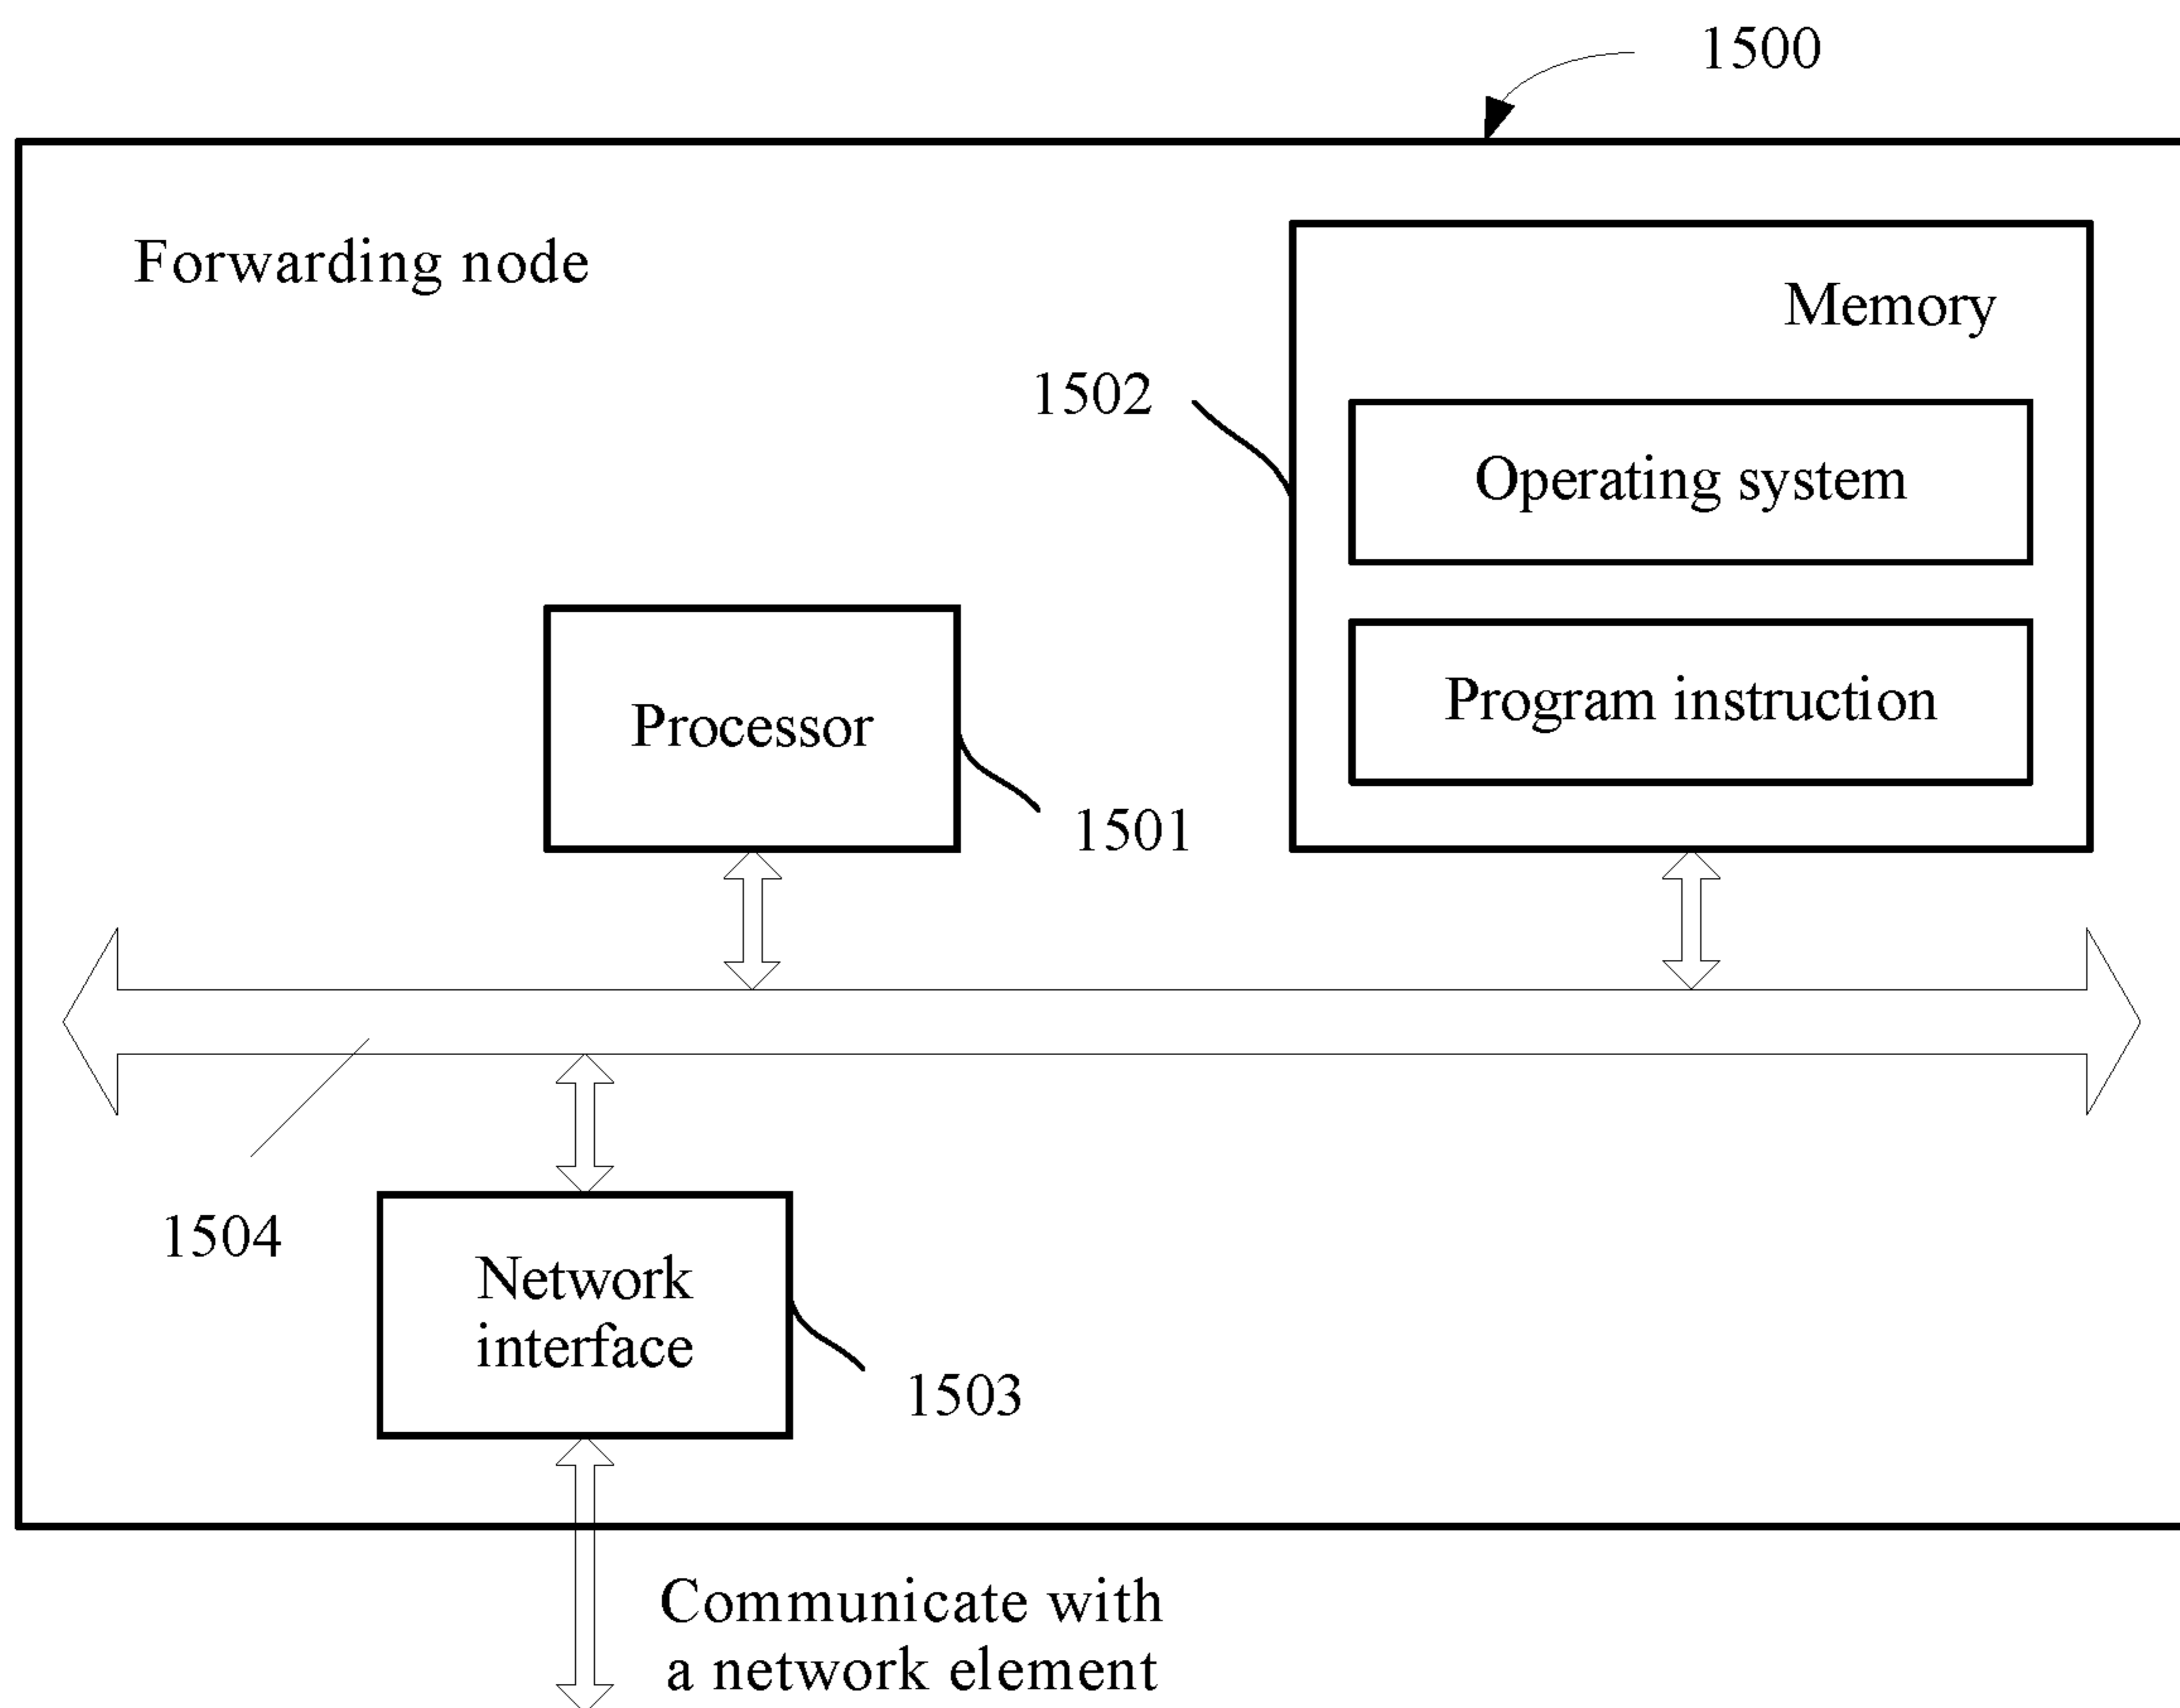 1500
Forwarding node
Memory
1502
Operating system
Program instruction
Processor
1501
1504
Network
interface
1503
Communicate with
a network element